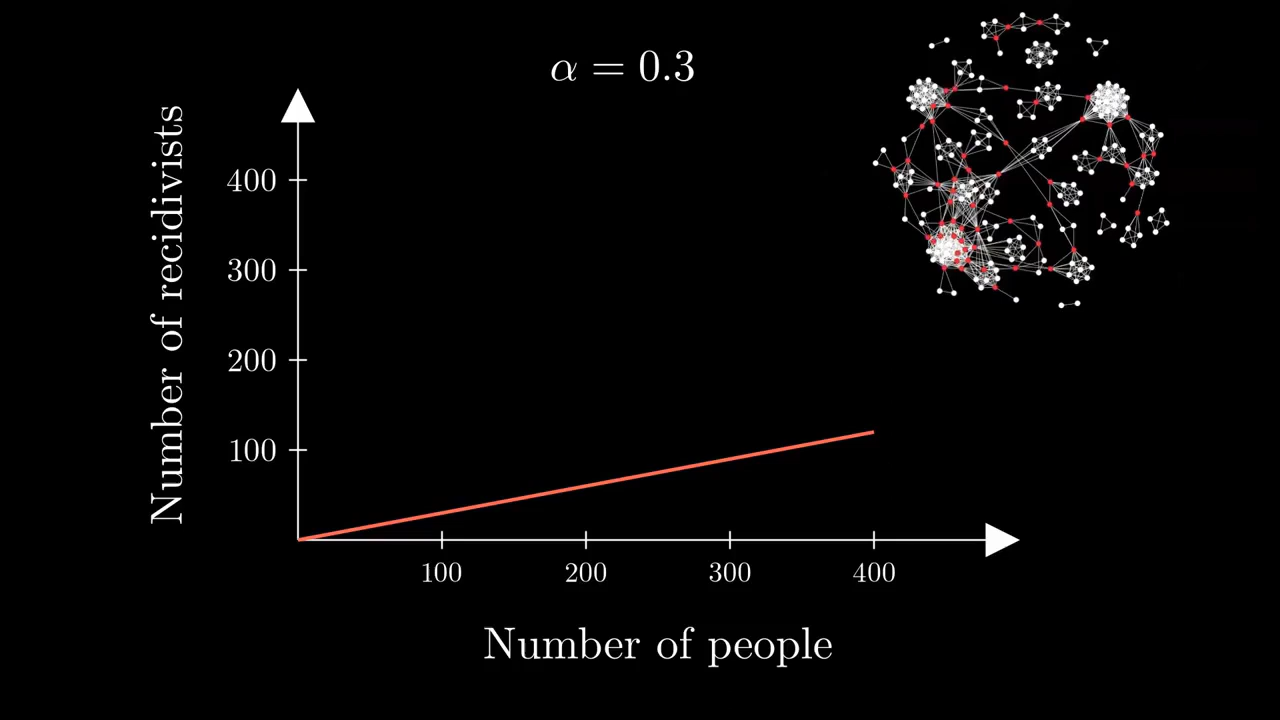 α = 0.3
Number of recidivists
400
300
200
100
100 200 300 400
Number of people